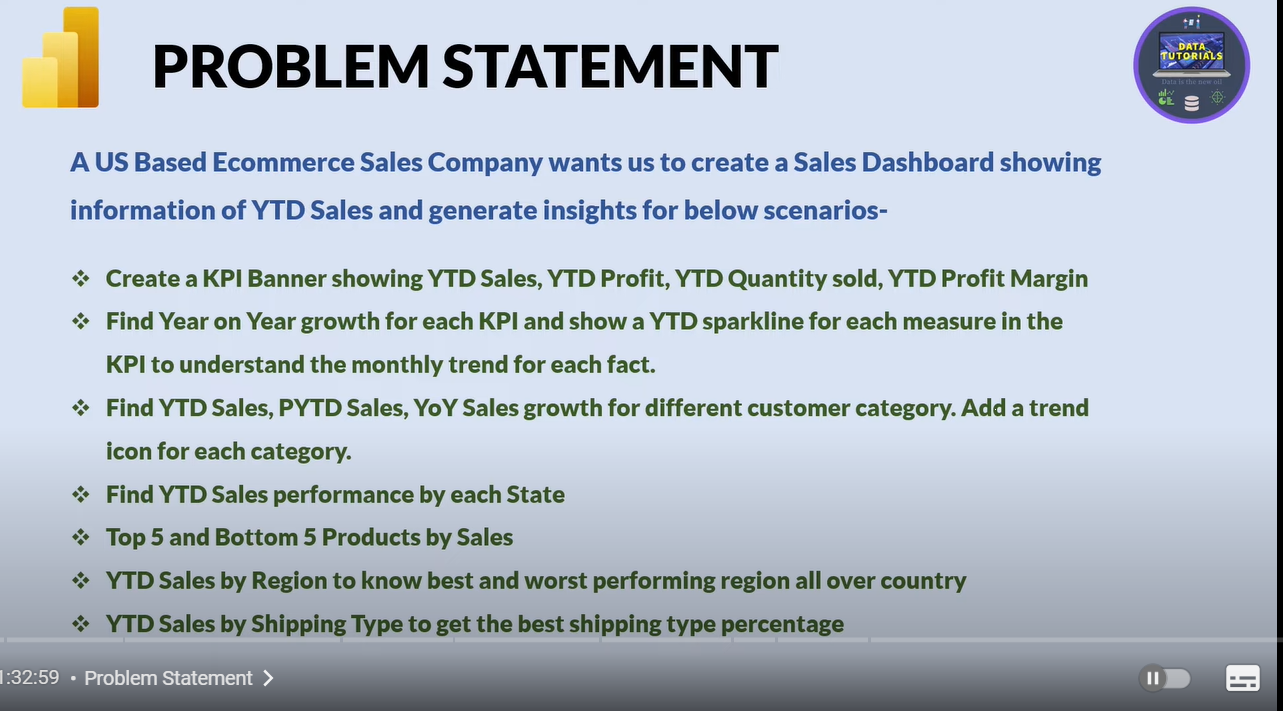 PROBLEM STATEMENT
DATA
TUTORIALS
Data is the new oil
A US Based Ecommerce Sales Company wants us to create a Sales Dashboard showing
information of YTD Sales and generate insights for below scenarios-
❖ Create a KPI Banner showing YTD Sales, YTD Profit, YTD Quantity sold, YTD Profit Margin
❖ Find Year on Year growth for each KPI and show a YTD sparkline for each measure in the
KPI to understand the monthly trend for each fact.
❖ Find YTD Sales, PYTD Sales, YoY Sales growth for different customer category. Add a trend
icon for each category.
❖ Find YTD Sales performance by each State
❖ Top 5 and Bottom 5 Products by Sales
❖ YTD Sales by Region to know best and worst performing region all over country
❖ YTD Sales by Shipping Type to get the best shipping type percentage
1:32:59 • Problem Statement